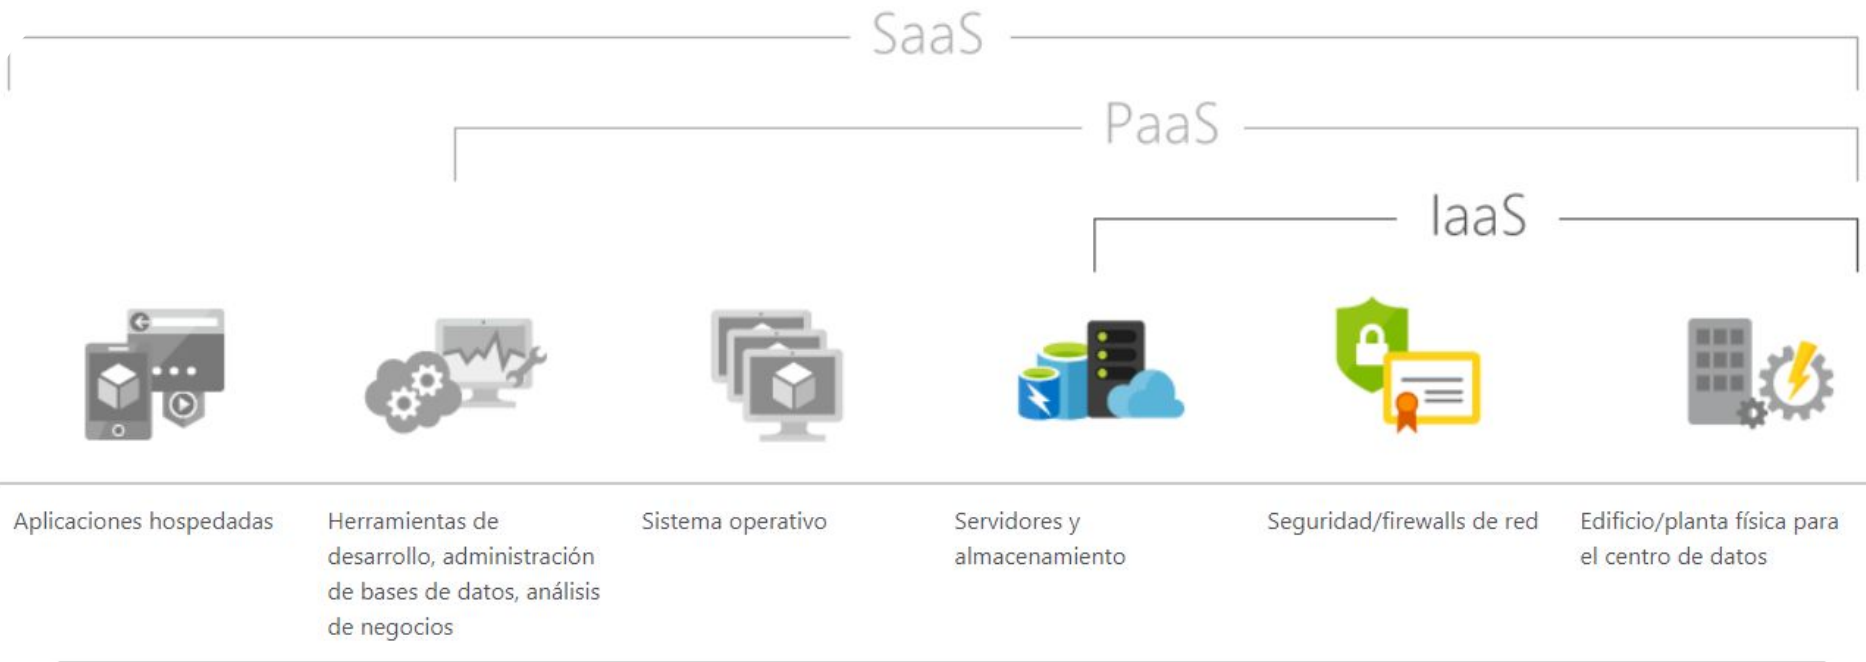 SaaS
PaaS
IaaS
Aplicaciones hospedadas
Herramientas de
desarrollo, administración
de bases de datos, análisis
de negocios
Sistema operativo
Servidores y
almacenamiento
Seguridad/firewalls de red
Edificio/planta física para
el centro de datos